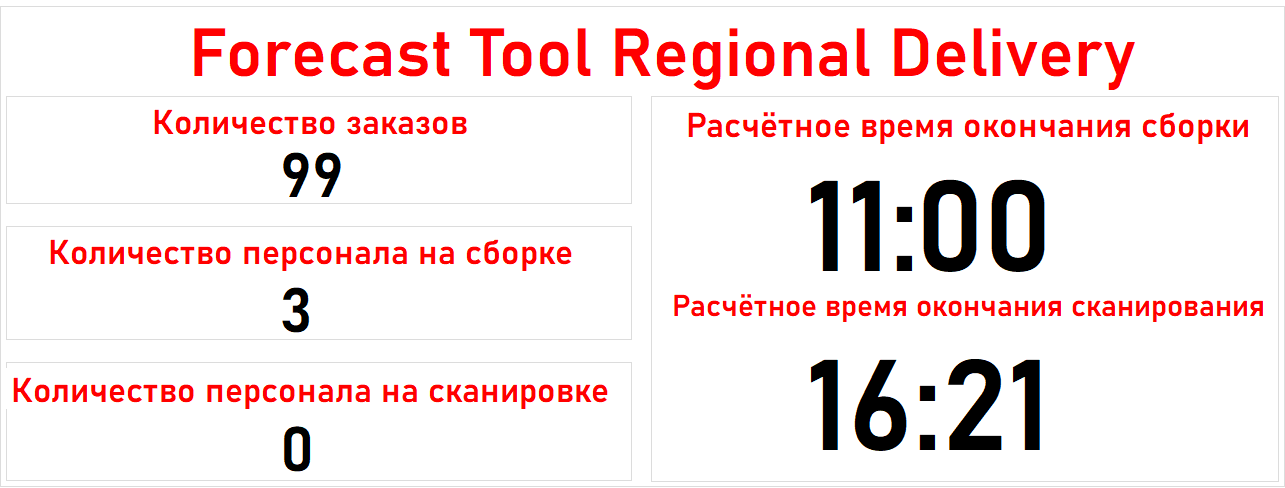 Forecast Tool Regional Delivery
Количество заказов
99
Количество персонала на сборке
3
Количество персонала на сканировке
0
Расчётное время окончания сборки
11:00
Расчётное время окончания сканирования
16:21